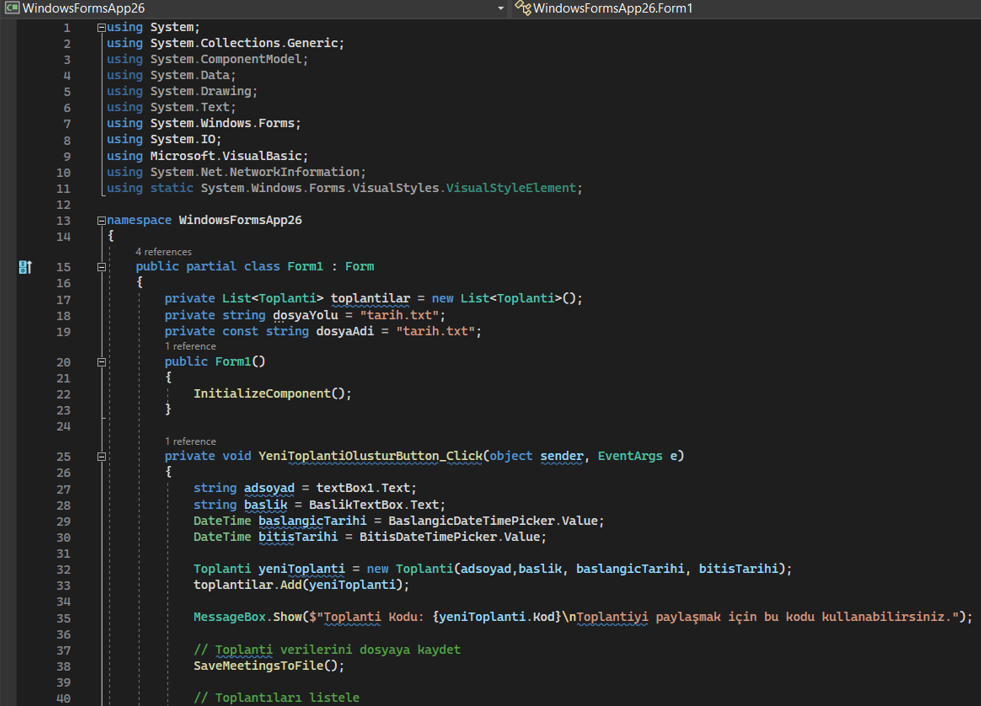 WindowsFormsApp26 WindowsFormsApp26.Form1
1 using System;
2 using System.Collections.Generic;
3 using System.ComponentModel;
4 using System.Data;
5 using System.Drawing;
6 using System.Text;
7 using System.Windows.Forms;
8 using System.IO;
9 using Microsoft.VisualBasic;
10 using System.Net.NetworkInformation;
11 using static System.Windows.Forms.VisualStyles.VisualStyleElement;
12
13 namespace WindowsFormsApp26
14 {
4 references
15 public partial class Form1 : Form
16 {
17 private List<Toplanti> toplantilar = new List<Toplanti>();
18 private string dosyaYolu = "tarih.txt";
19 private const string dosyaAdi = "tarih.txt";
1 reference
20 public Form1()
21 {
22 InitializeComponent();
23 }
24
1 reference
25 private void YeniToplantiOlusturButton_Click(object sender, EventArgs e)
26 {
27 string adsoyad = textBox1.Text;
28 string baslik = BaslikTextBox.Text;
29 DateTime baslangicTarihi = BaslangicDateTimePicker.Value;
30 DateTime bitisTarihi = BitisDateTimePicker.Value;
31
32 Toplanti yeniToplanti = new Toplanti(adsoyad,baslik, baslangicTarihi, bitisTarihi);
33 toplantilar.Add(yeniToplanti);
34
35 MessageBox.Show($"Toplanti Kodu: {yeniToplanti.Kod}\nToplantiyi paylaşmak için bu kodu kullanabilirsiniz.");
36
37 // Toplanti verilerini dosyaya kaydet
38 SaveMeetingsToFile();
39
40 // Toplantıları listele